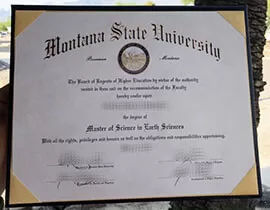 Montana State University
Bozeman Montana
The Board of Regents of Higher Education by virtue of the authority
vested in them and on the recommendation of the Faculty
hereby confer upon
the degree of
Master of Science in Earth Sciences
With all the rights, privileges and honors as well as the obligations and responsibilities appertaining.